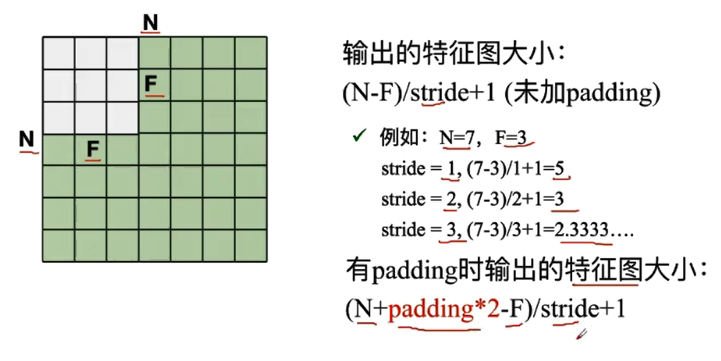 N
F
N
F
输出的特征图大小：
(N-F)/stride+1 (未加padding)
✓ 例如：N=7，F=3
stride = 1, (7-3)/1+1=5
stride = 2, (7-3)/2+1=3
stride = 3, (7-3)/3+1=2.3333….
有padding时输出的特征图大小：
(N+padding*2-F)/stride+1